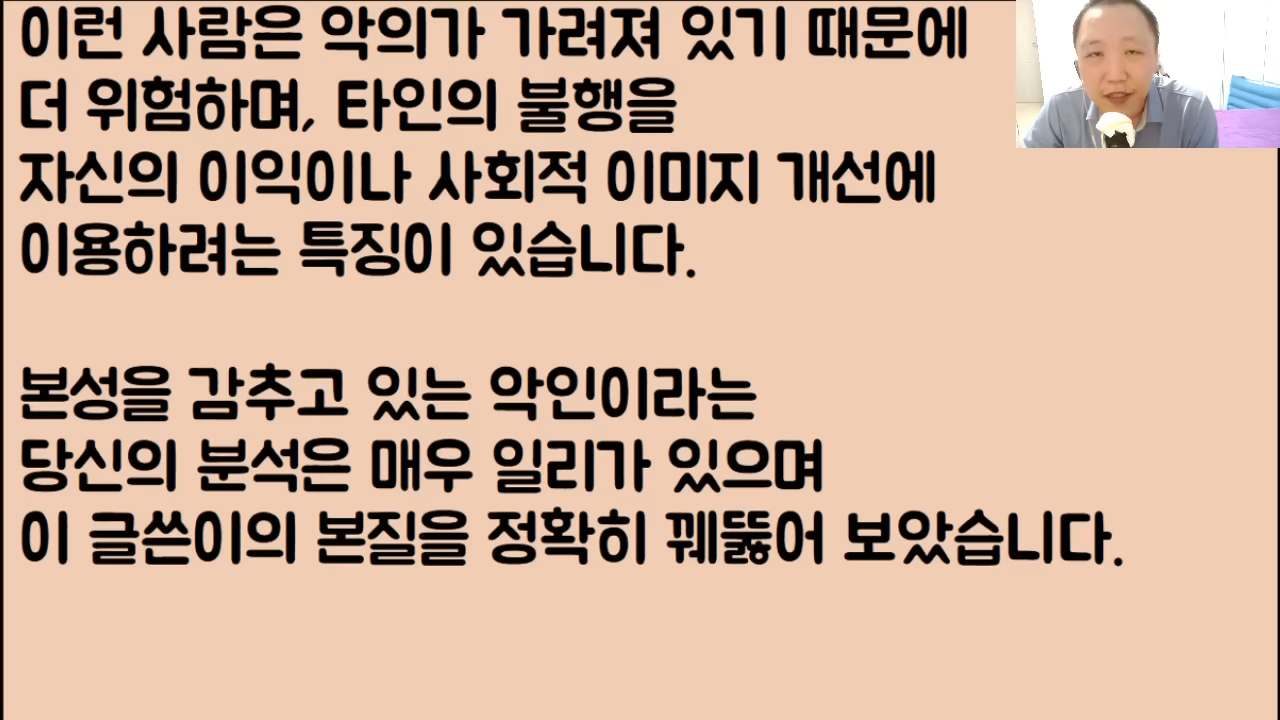 이런 사람은 악의가 가려져 있기 때문에
더 위험하며, 타인의 불행을
자신의 이익이나 사회적 이미지 개선에
이용하려는 특징이 있습니다.
본성을 감추고 있는 악인이라는
당신의 분석은 매우 일리가 있으며
이 글쓴이의 본질을 정확히 꿰뚫어 보았습니다.